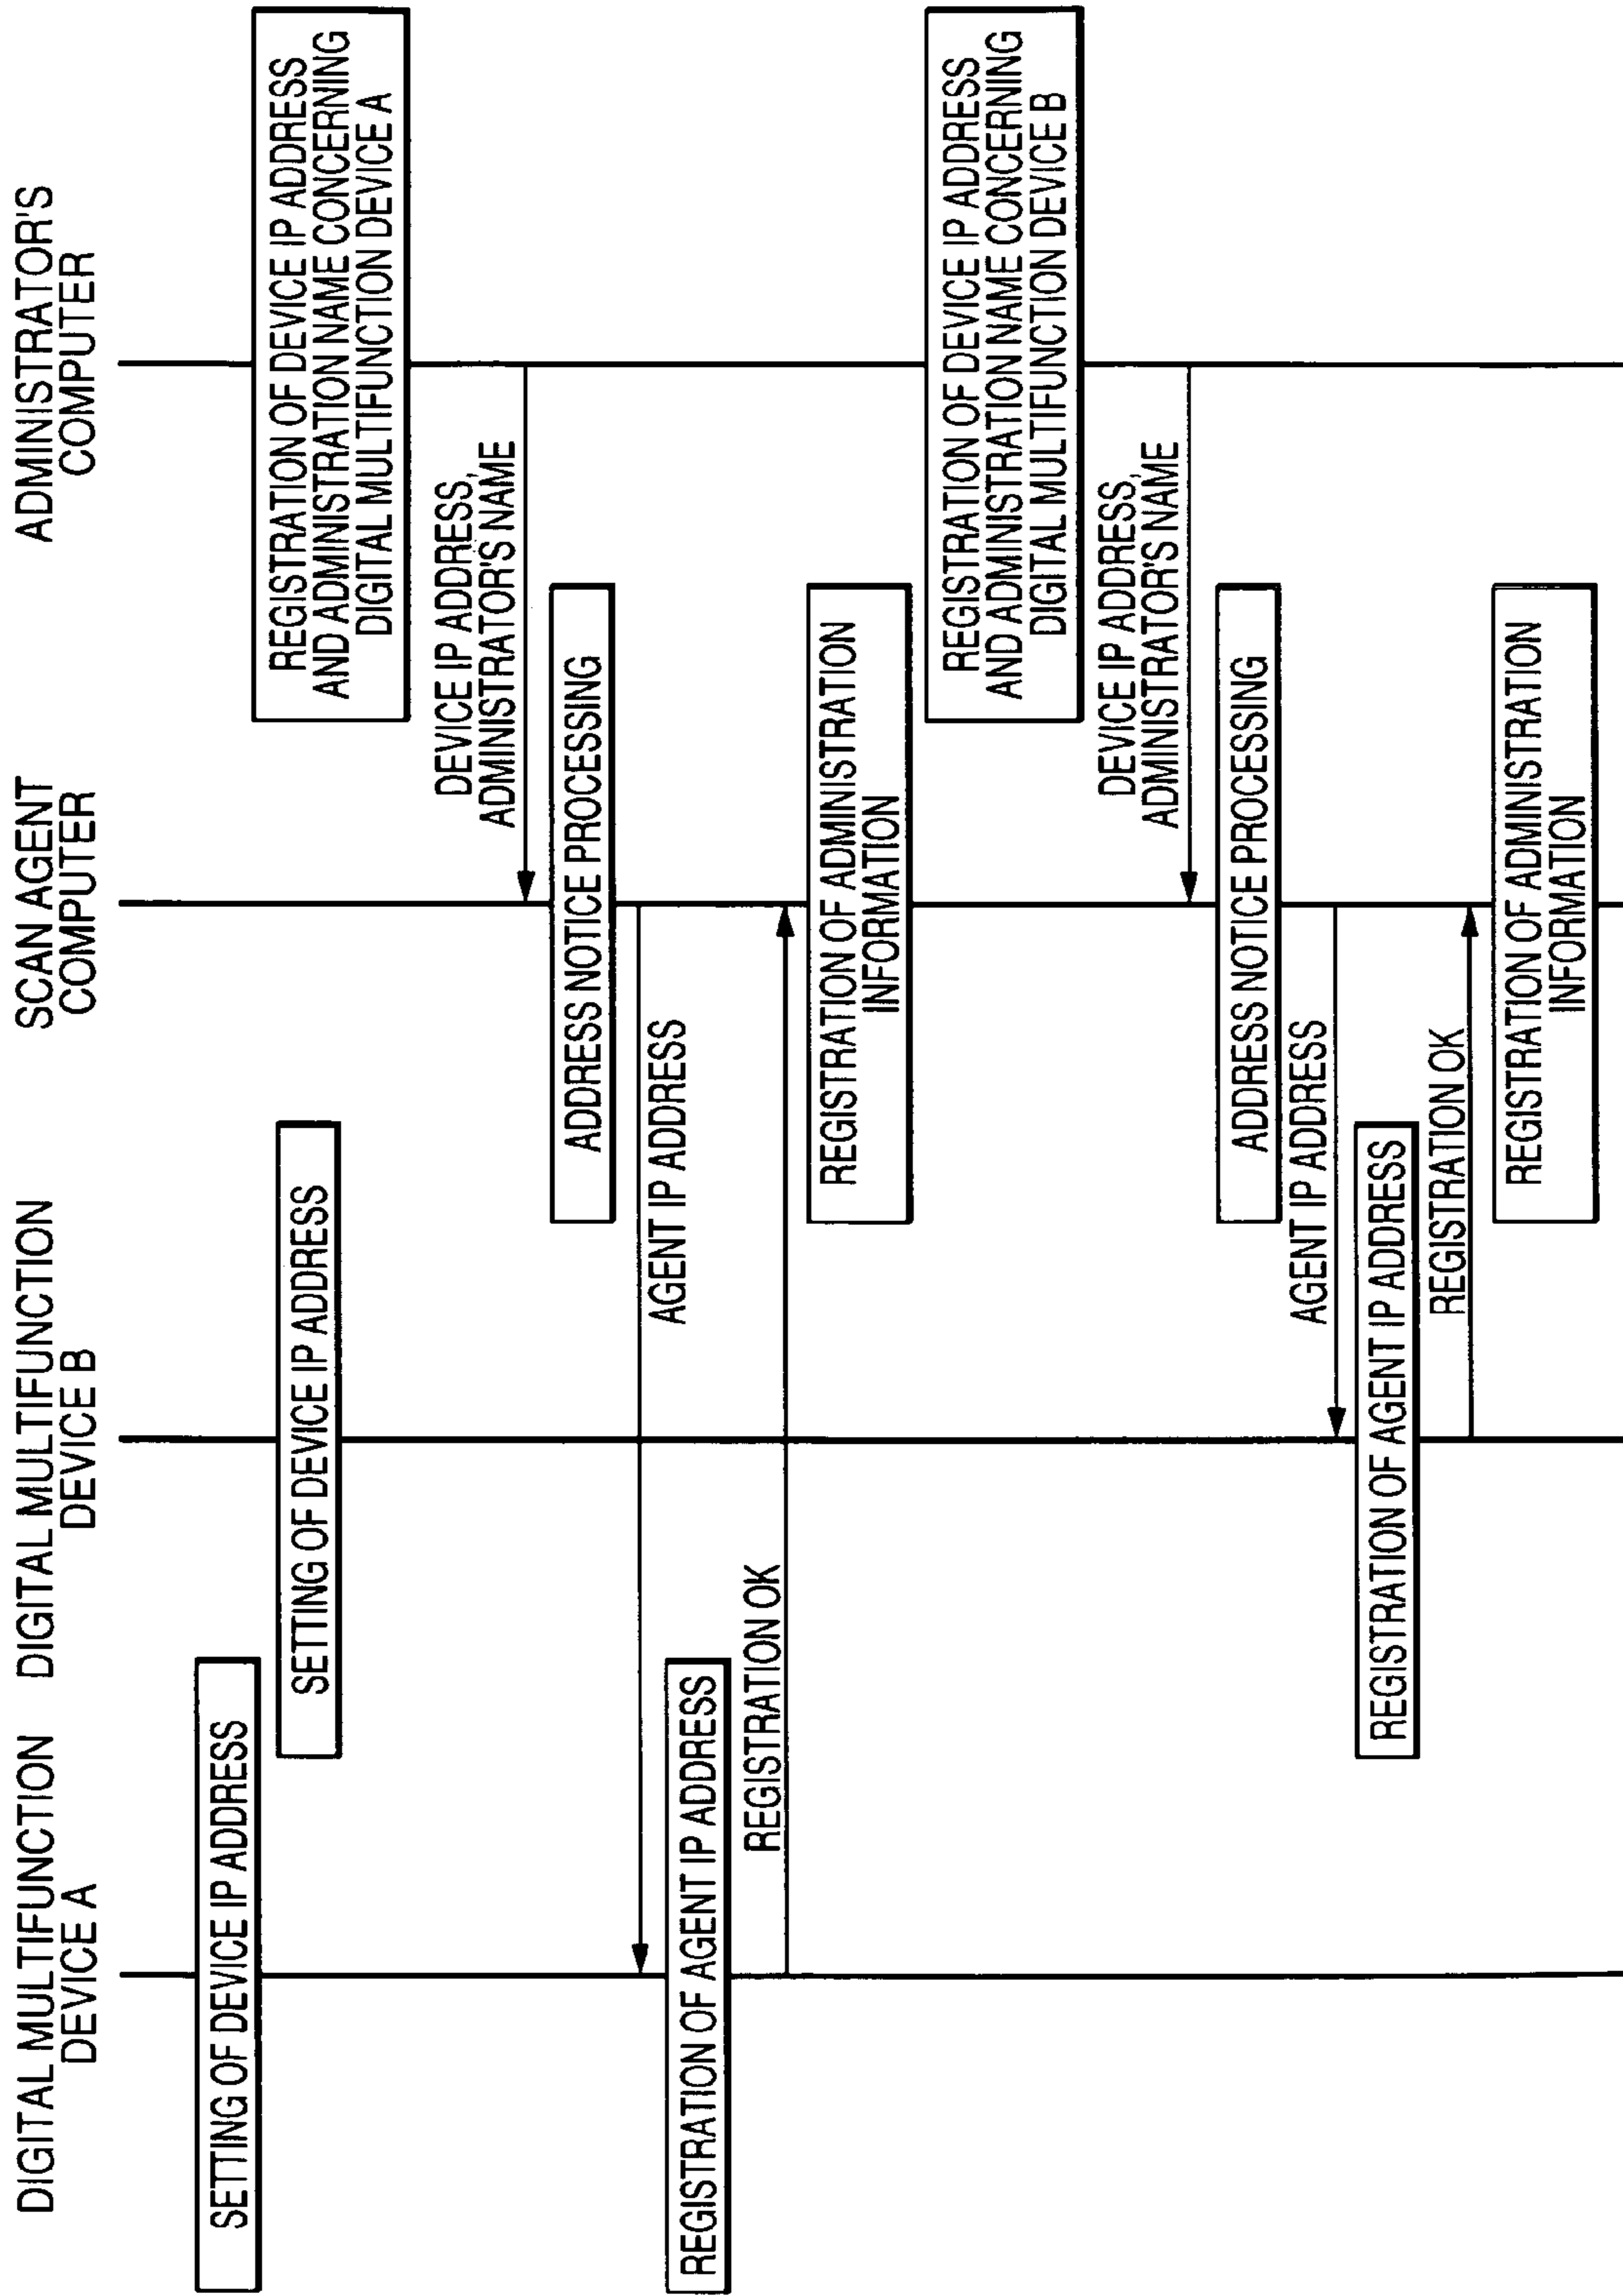 DIGITAL MULTIFUNCTION
DEVICE A
DIGITAL MULTIFUNCTION
DEVICE B
SCAN AGENT
COMPUTER
ADMINISTRATOR'S
COMPUTER
SETTING OF DEVICE IP ADDRESS
REGISTRATION OF DEVICE IP ADDRESS
AND ADMINISTRATION NAME CONCERNING
DIGITAL MULTIFUNCTION DEVICE A
SETTING OF DEVICE IP ADDRESS
DEVICE IP ADDRESS,
ADMINISTRATOR'S NAME
ADDRESS NOTICE PROCESSING
AGENT IP ADDRESS
REGISTRATION OF AGENT IP ADDRESS
REGISTRATION OK
REGISTRATION OF ADMINISTRATION
INFORMATION
REGISTRATION OF DEVICE IP ADDRESS
AND ADMINISTRATION NAME CONCERNING
DIGITAL MULTIFUNCTION DEVICE B
DEVICE IP ADDRESS,
ADMINISTRATOR'S NAME
ADDRESS NOTICE PROCESSING
AGENT IP ADDRESS
REGISTRATION OF AGENT IP ADDRESS
REGISTRATION OK
REGISTRATION OF ADMINISTRATION
INFORMATION